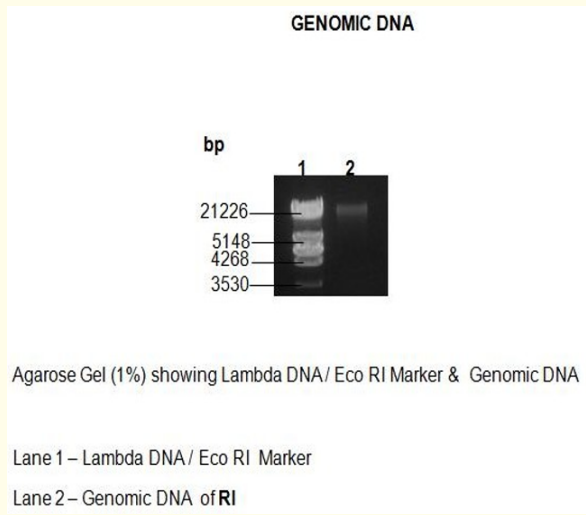 GENOMIC DNA
bp
1 2
21226
5148
4268
3530
Agarose Gel (1%) showing Lambda DNA / Eco RI Marker & Genomic DNA
Lane 1 – Lambda DNA / Eco RI Marker
Lane 2 – Genomic DNA of RI